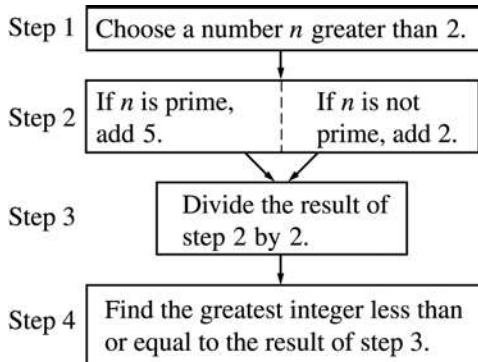 Step 1
Choose a number n greater than 2.
Step 2
If n is prime,
add 5.
If n is not
prime, add 2.
Step 3
Divide the result of
step 2 by 2.
Step 4
Find the greatest integer less than
or equal to the result of step 3.